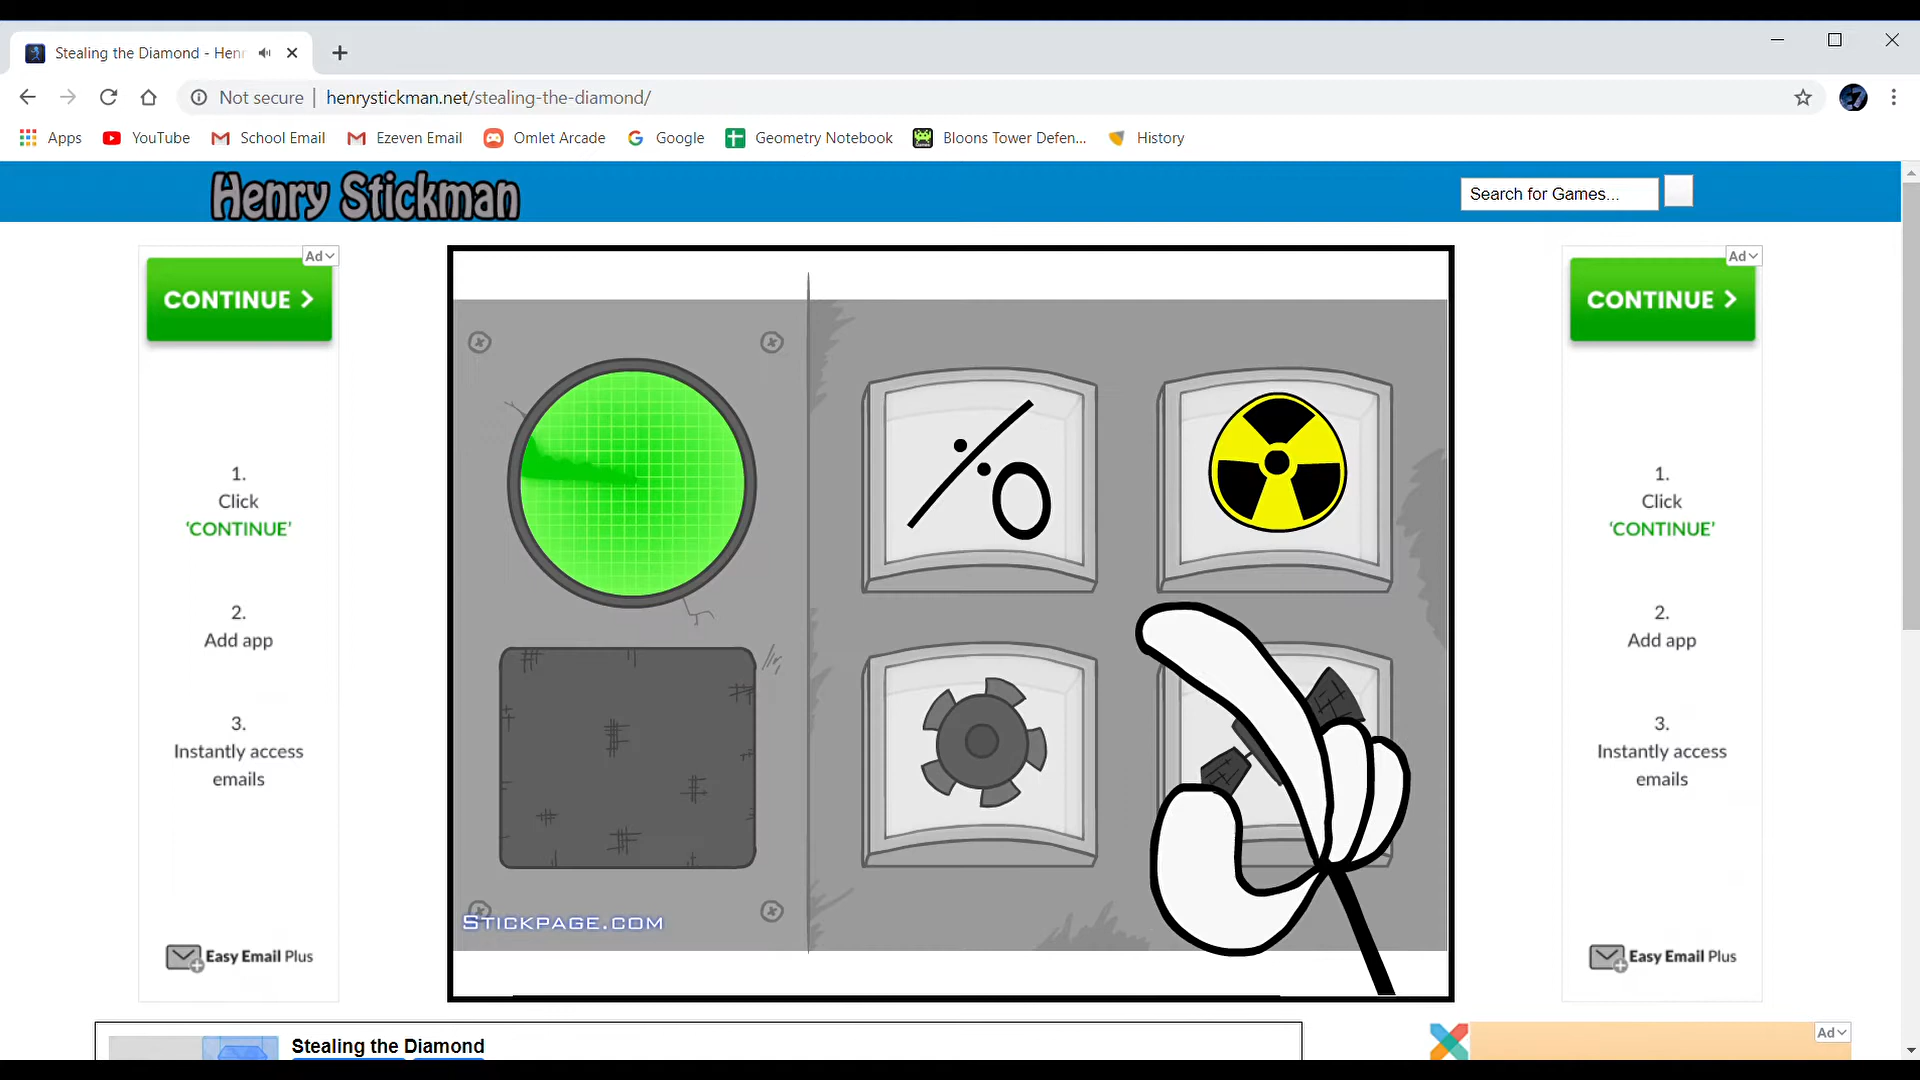 Stealing the Diamond - Henr
Not secure | henrystickman.net/stealing-the-diamond/
Apps YouTube School Email Ezeven Email Omlet Arcade Google Geometry Notebook Bloons Tower Defen... History
Henry Stickman
Search for Games...
Ad
CONTINUE >
1.
Click
'CONTINUE'
2.
Add app
3.
Instantly access
emails
Easy Email Plus
Stickpage.com
Ad
CONTINUE >
1.
Click
'CONTINUE'
2.
Add app
3.
Instantly access
emails
Easy Email Plus
Stealing the Diamond
Ad